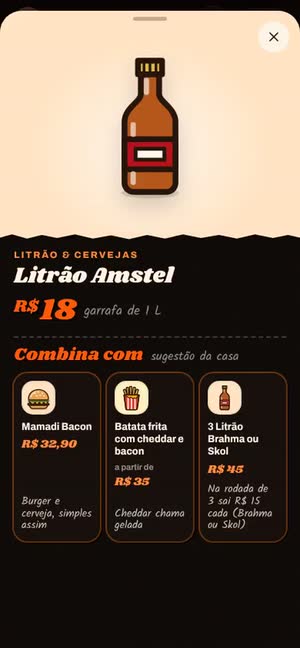 LITRÃO & CERVEJAS
Litrão Amstel
R$ 18 garrafa de 1 L
Combina com sugestão da casa
Mamadi Bacon
R$ 32,90
Burger e
cerveja, simples
assim
Batata frita
com cheddar e
bacon
a partir de
R$ 35
Cheddar chama
gelada
3 Litrão
Brahma ou
Skol
R$ 45
Na rodada de
3 sai R$ 15
cada (Brahma
ou Skol)